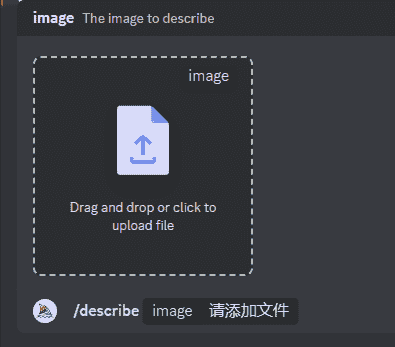 image The image to describe
image
Drag and drop or click to
upload file
/describe image 请添加文件